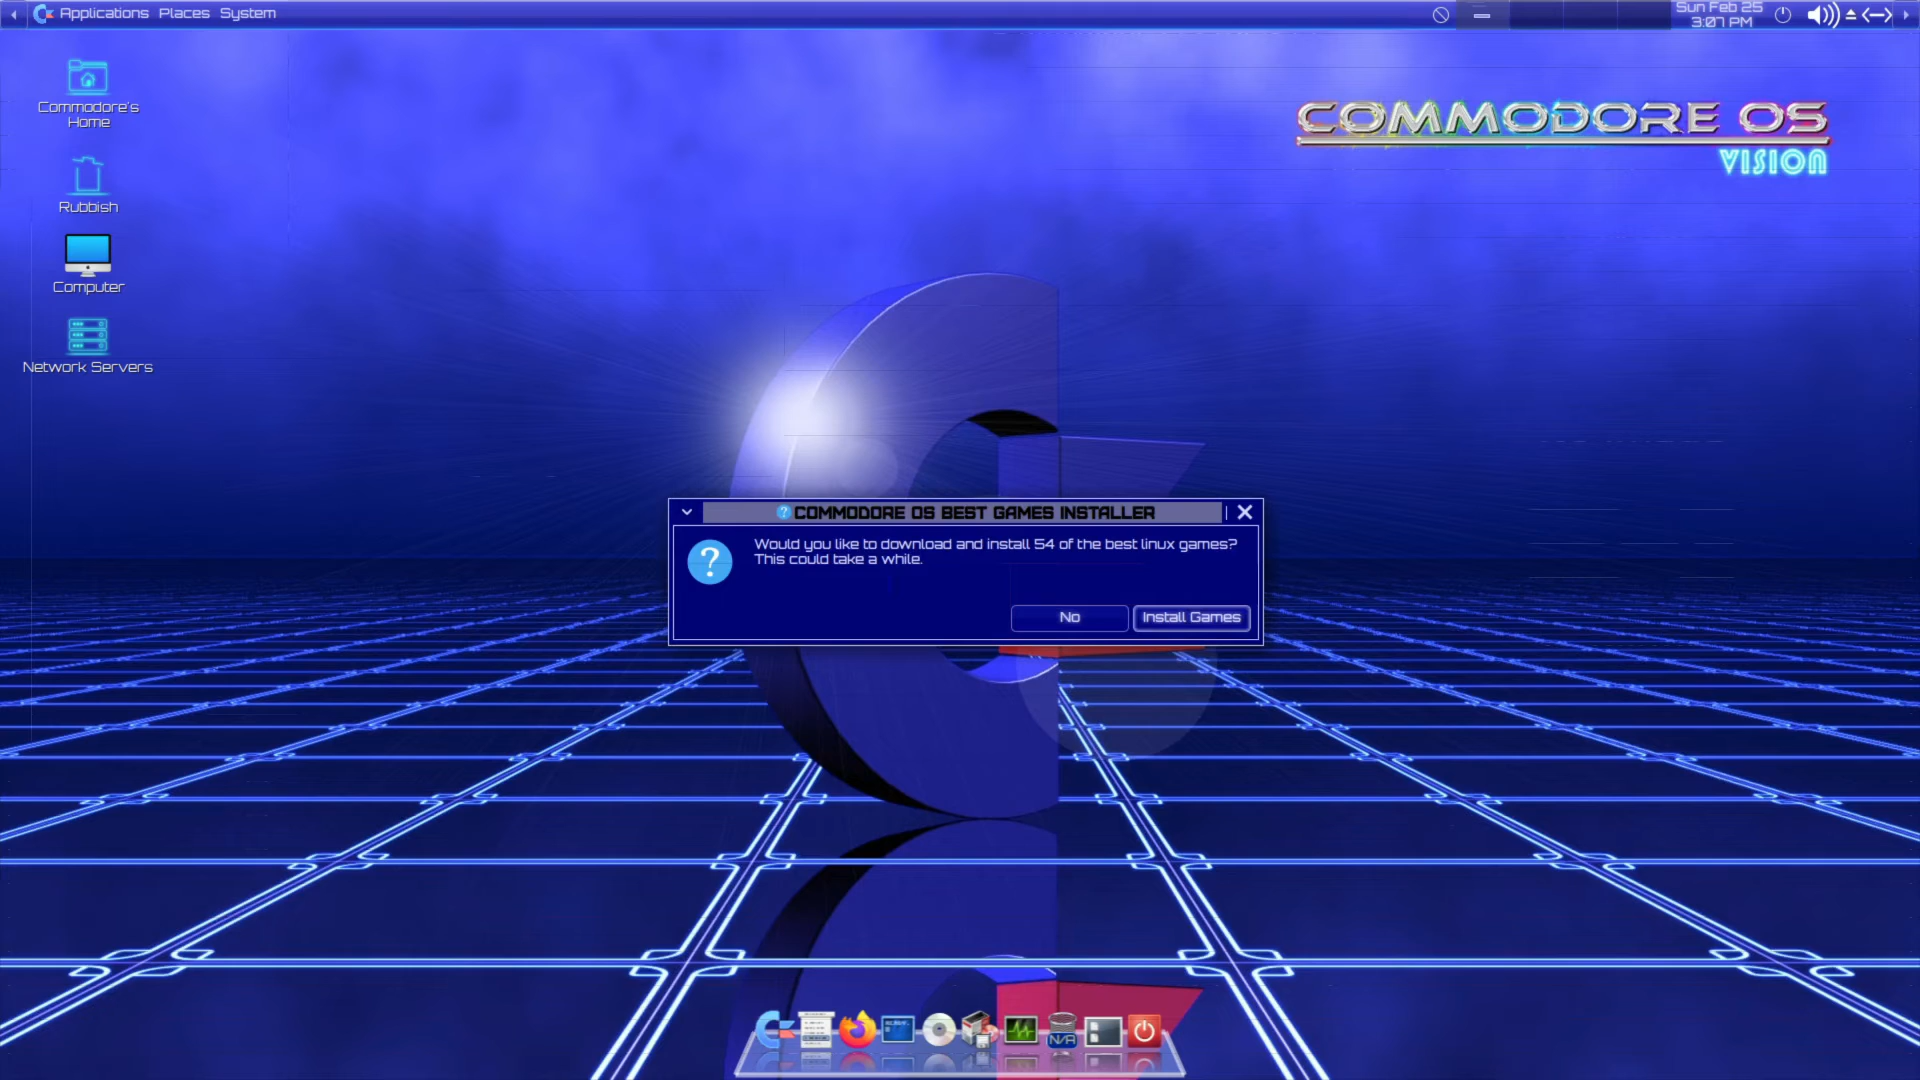 Applications Places System
Sun Feb 25
3:07 PM
Commodore's
Home
Rubbish
Computer
Network Servers
COMMODORE OS
VISION
COMMODORE OS BEST GAMES INSTALLER
Would you like to download and install 54 of the best linux games?
This could take a while.
No
Install Games
N/A